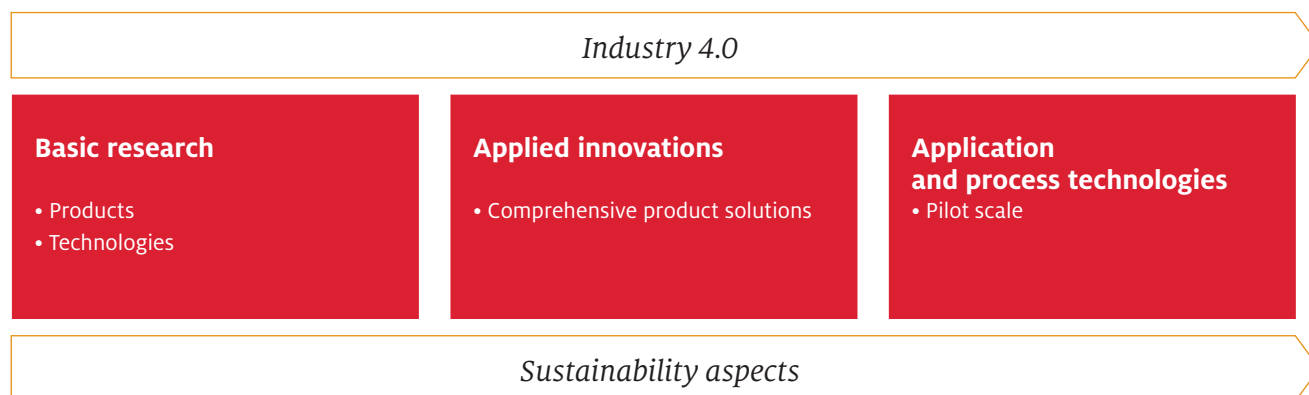 Industry 4.0
Basic research
• Products
• Technologies
Applied innovations
• Comprehensive product solutions
Application
and process technologies
• Pilot scale
Sustainability aspects